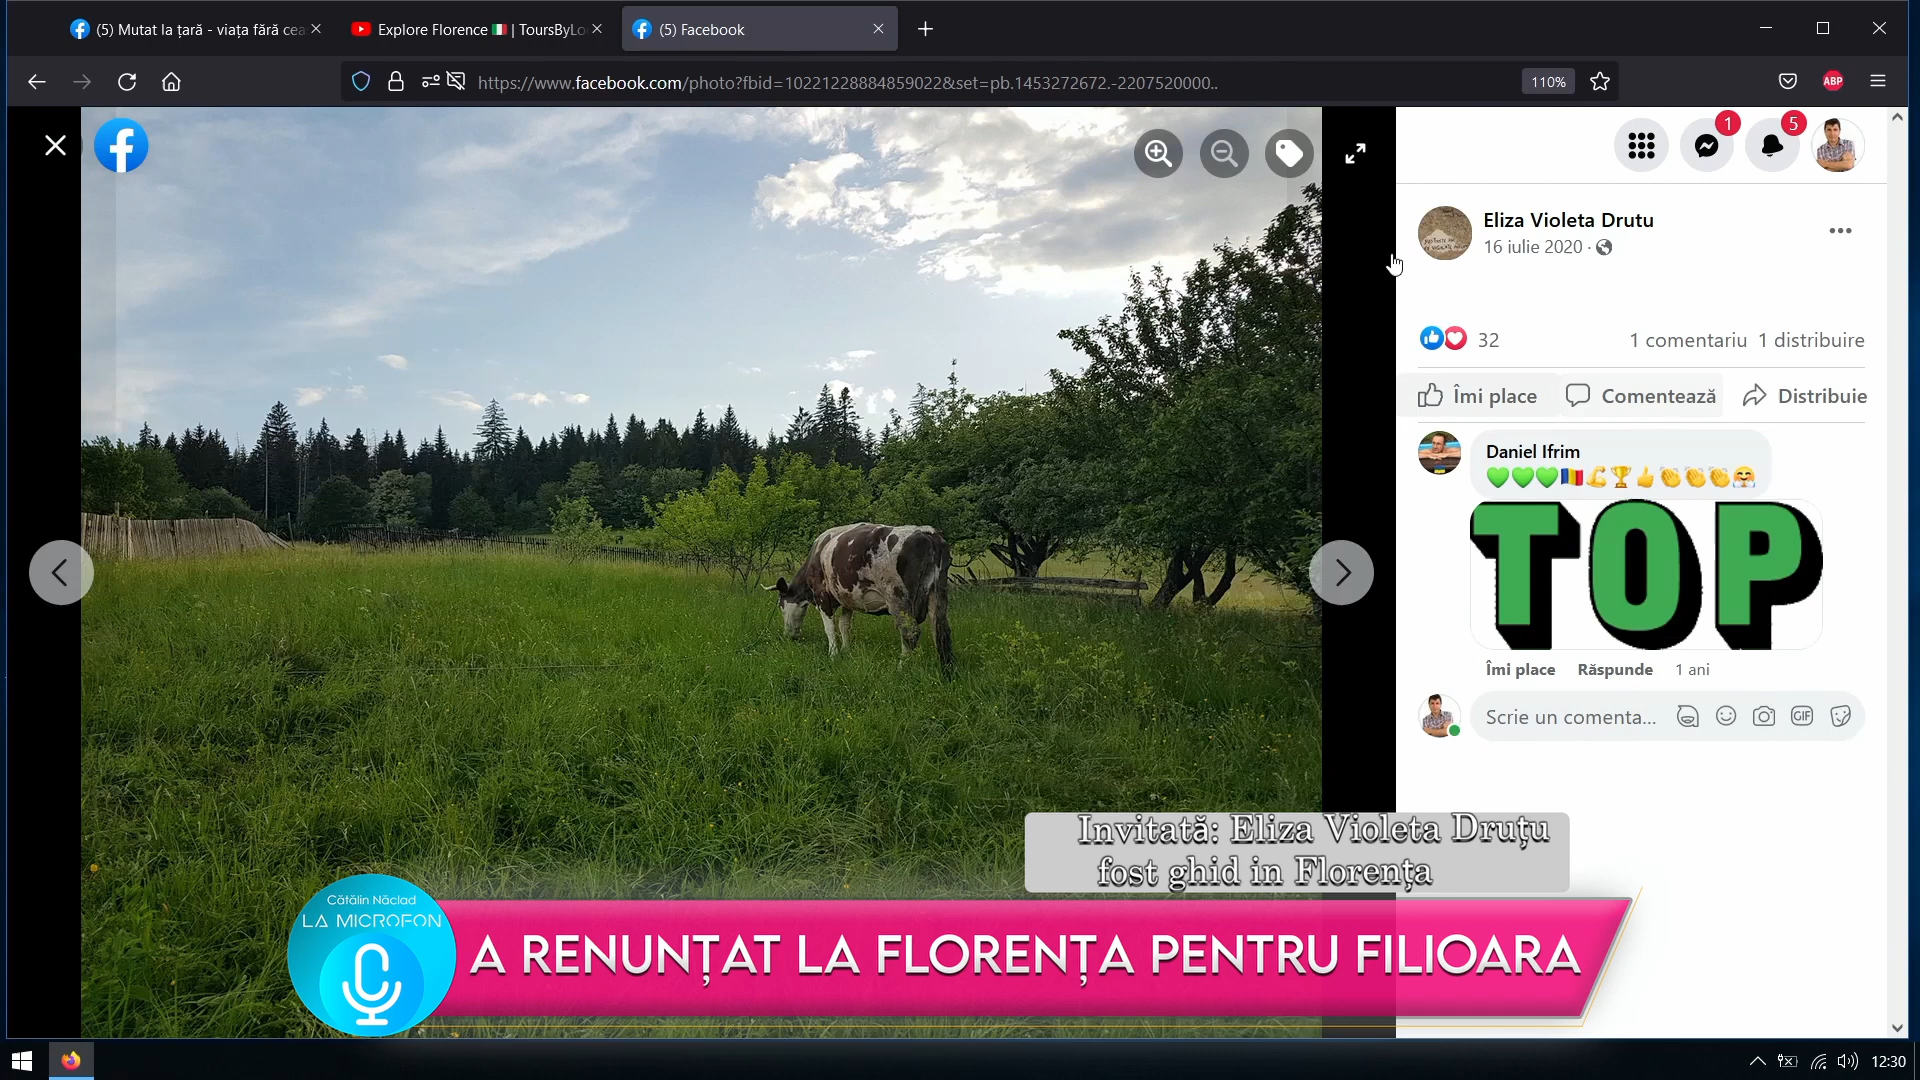 (5) Mutat la țară - viața fără cea
Explore Florence | ToursByLo
(5) Facebook
https://www.facebook.com/photo?fbid=10221228884859022&set=pb.1453272672.-2207520000..
110%
ABP
1
5
Eliza Violeta Drutu
16 iulie 2020 ·
32
1 comentariu 1 distribuire
Îmi place
Comentează
Distribuie
Daniel Ifrim
TOP
Îmi place Răspunde 1 ani
Scrie un comenta...
GIF
Invitată: Eliza Violeta Druțu
fost ghid in Florența
Cătălin Năclad
LA MICROFON
A RENUNȚAT LA FLORENȚA PENTRU FILIOARA
12:30